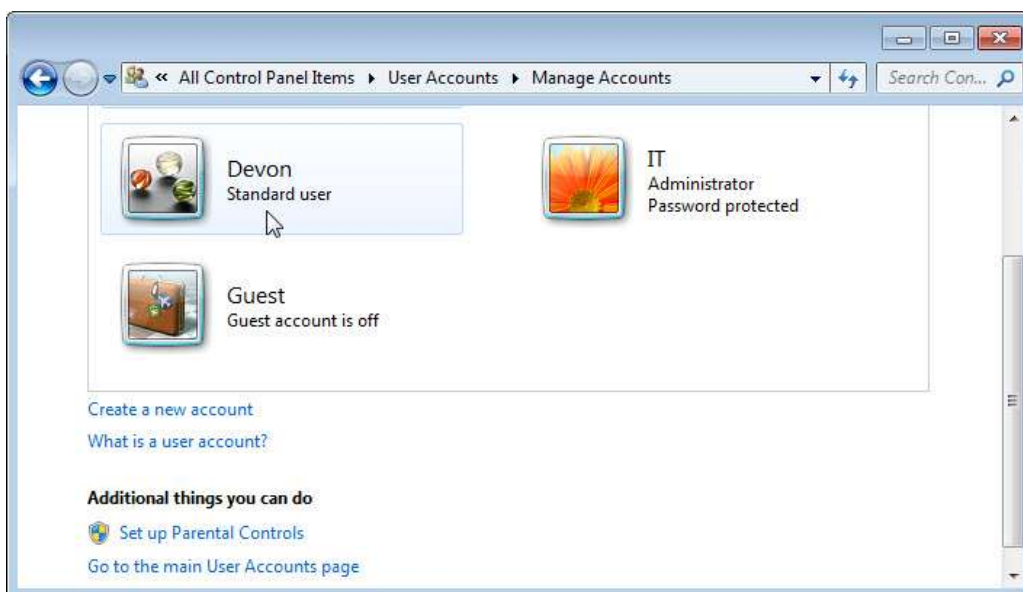 « All Control Panel Items ▸ User Accounts ▸ Manage Accounts
Search Con...
Devon
Standard user
IT
Administrator
Password protected
Guest
Guest account is off
Create a new account
What is a user account?
Additional things you can do
Set up Parental Controls
Go to the main User Accounts page